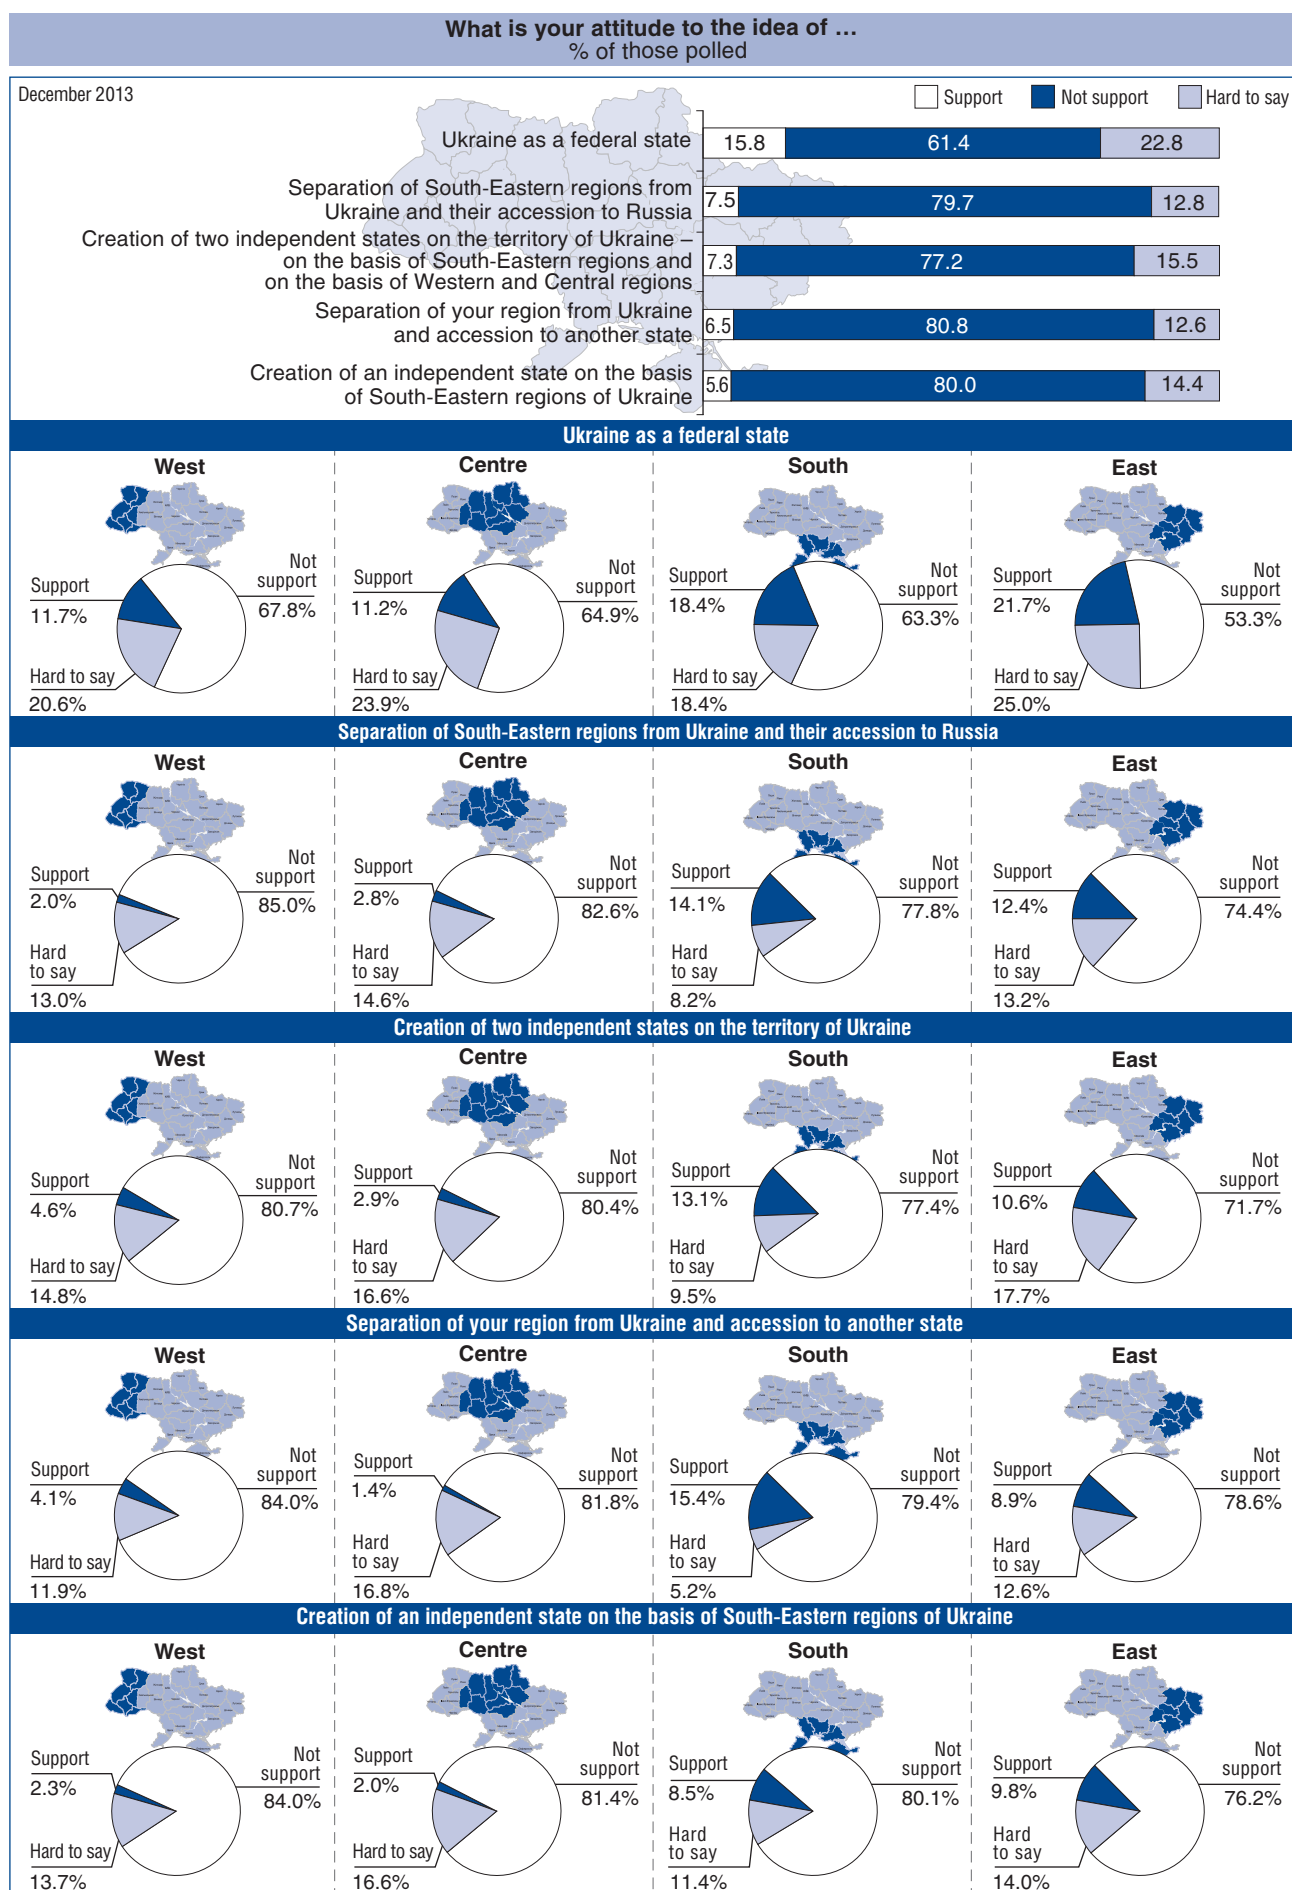 What is your attitude to the idea of …
% of those polled
December 2013
Support
Not support
Hard to say
Ukraine as a federal state
15.8
61.4
22.8
Separation of South-Eastern regions from
Ukraine and their accession to Russia
7.5
79.7
12.8
Creation of two independent states on the territory of Ukraine –
on the basis of South-Eastern regions and
on the basis of Western and Central regions
7.3
77.2
15.5
Separation of your region from Ukraine
and accession to another state
6.5
80.8
12.6
Creation of an independent state on the basis
of South-Eastern regions of Ukraine
5.6
80.0
14.4
Ukraine as a federal state
West
Support
11.7%
Not
support
67.8%
Hard to say
20.6%
Centre
Support
11.2%
Not
support
64.9%
Hard to say
23.9%
South
Support
18.4%
Not
support
63.3%
Hard to say
18.4%
East
Support
21.7%
Not
support
53.3%
Hard to say
25.0%
Separation of South-Eastern regions from Ukraine and their accession to Russia
West
Support
2.0%
Not
support
85.0%
Hard
to say
13.0%
Centre
Support
2.8%
Not
support
82.6%
Hard
to say
14.6%
South
Support
14.1%
Not
support
77.8%
Hard
to say
8.2%
East
Support
12.4%
Not
support
74.4%
Hard
to say
13.2%
Creation of two independent states on the territory of Ukraine
West
Support
4.6%
Not
support
80.7%
Hard to say
14.8%
Centre
Support
2.9%
Not
support
80.4%
Hard
to say
16.6%
South
Support
13.1%
Not
support
77.4%
Hard
to say
9.5%
East
Support
10.6%
Not
support
71.7%
Hard
to say
17.7%
Separation of your region from Ukraine and accession to another state
West
Support
4.1%
Not
support
84.0%
Hard to say
11.9%
Centre
Support
1.4%
Not
support
81.8%
Hard
to say
16.8%
South
Support
15.4%
Not
support
79.4%
Hard
to say
5.2%
East
Support
8.9%
Not
support
78.6%
Hard
to say
12.6%
Creation of an independent state on the basis of South-Eastern regions of Ukraine
West
Support
2.3%
Not
support
84.0%
Hard to say
13.7%
Centre
Support
2.0%
Not
support
81.4%
Hard to say
16.6%
South
Support
8.5%
Not
support
80.1%
Hard
to say
11.4%
East
Support
9.8%
Not
support
76.2%
Hard
to say
14.0%